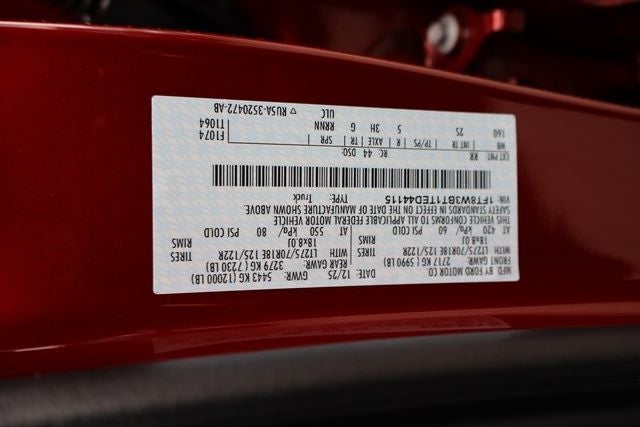 MFD. BY FORD MOTOR CO
DATE: 12/25 GVWR: 5443 KG (12000 LB)
FRONT GAWR: 2717 KG (5990 LB) REAR GAWR: 3279 KG (7230 LB)
WITH LT275/70R18E 125/122R TIRES WITH LT275/70R18E 125/122R TIRES
18x8.0J RIMS 18x8.0J RIMS
AT 420 kPa/ 60 PSI COLD AT 550 kPa/ 80 PSI COLD
THIS VEHICLE CONFORMS TO ALL APPLICABLE FEDERAL MOTOR VEHICLE
SAFETY STANDARDS IN EFFECT ON THE DATE OF MANUFACTURE SHOWN ABOVE.
VIN: 1FT8W3BT1TED44115 TYPE: Truck
EXT PNT: RR RC: 44 DSO: F1074
WB INT TR TP/PS R AXLE TR SPR T1064
160 25 5 3H G RRNN
ULC
RUSA-3520472-AB